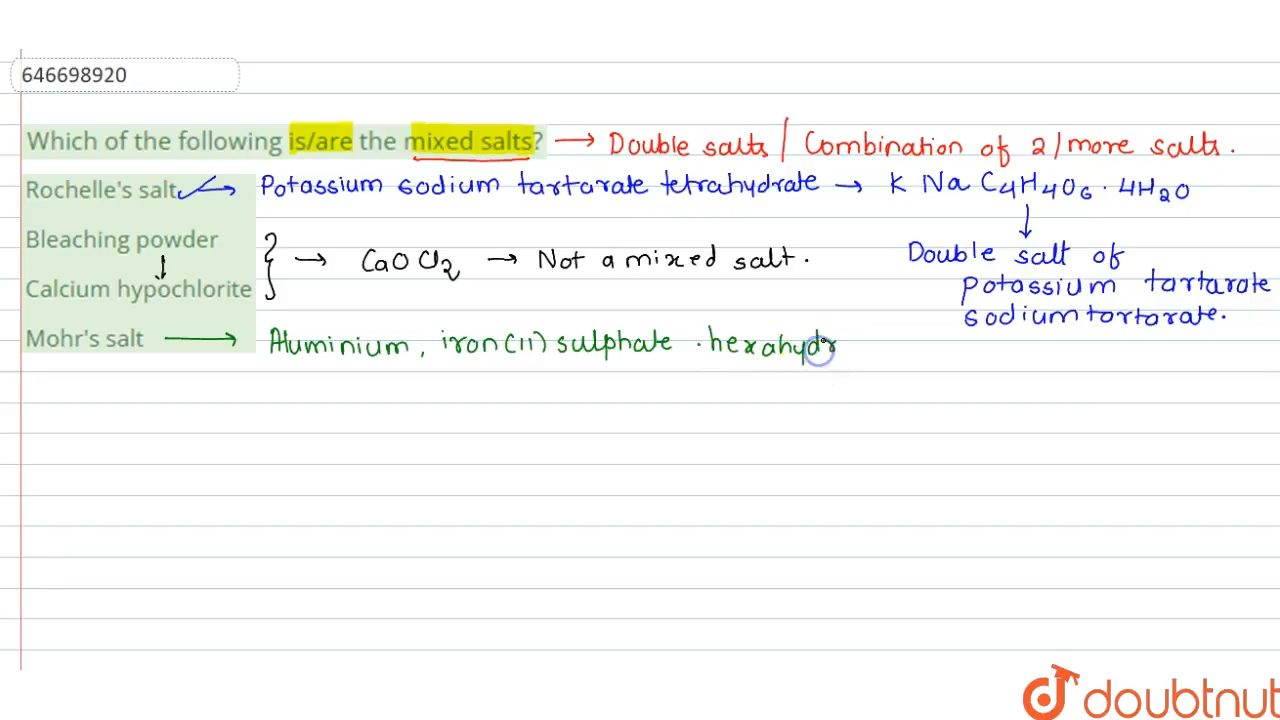 646698920
Which of the following is/are the mixed salts? → Double salts / Combination of 2/more salts.
Rochelle's salt → Potassium sodium tartarate tetrahydrate → K Na C4H4O6 · 4H2O
Bleaching powder
↓
Calcium hypochlorite
} → CaOCl2 → Not a mixed salt.
↓
Double salt of
potassium tartarate
sodium tartarate.
Mohr's salt → Aluminium, iron(II) sulphate · hexahydr
doubtnut